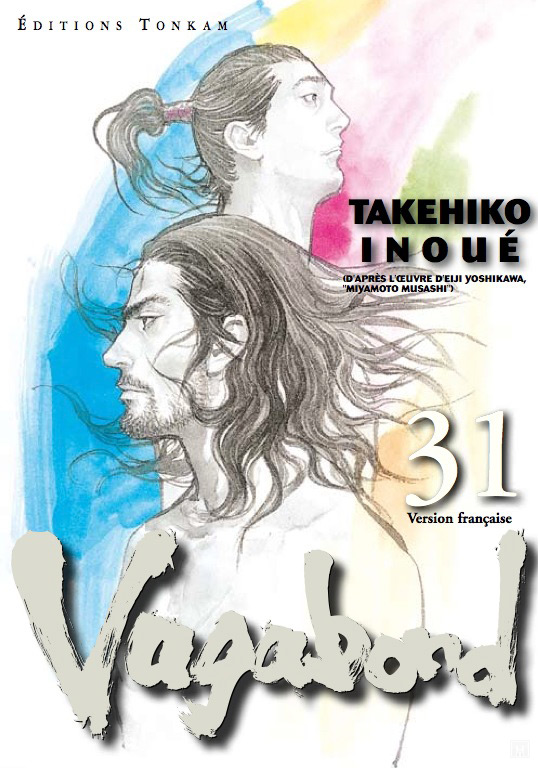 ÉDITIONS TONKAM
TAKEHIKO
INOUÉ
(D'APRÈS L'ŒUVRE D'EIJI YOSHIKAWA,
"MIYAMOTO MUSASHI")
31
Version française
Vagabond